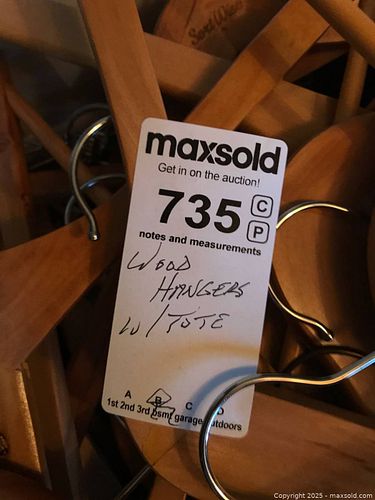 maxsold
Get in on the auction!
735 C
P
notes and measurements
WOOD
HANGERS
W/TOTE
A B C D
1st 2nd 3rd bsmt garage outdoors
Copyright 2025 - maxsold.com